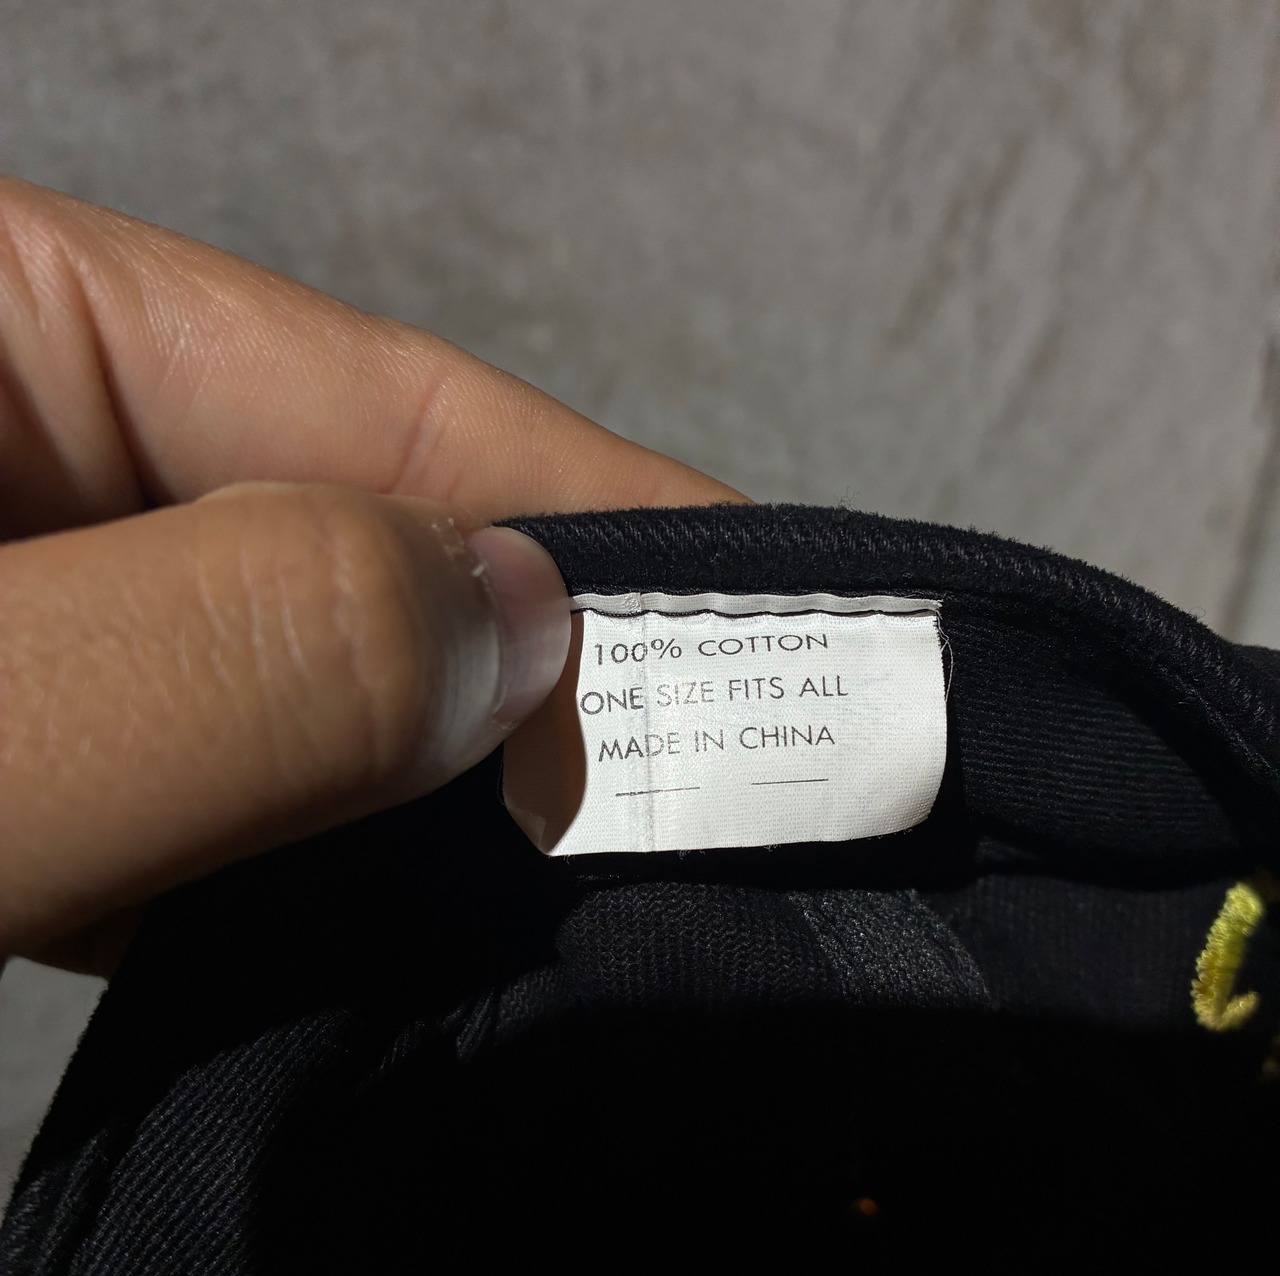 100% COTTON
ONE SIZE FITS ALL
MADE IN CHINA